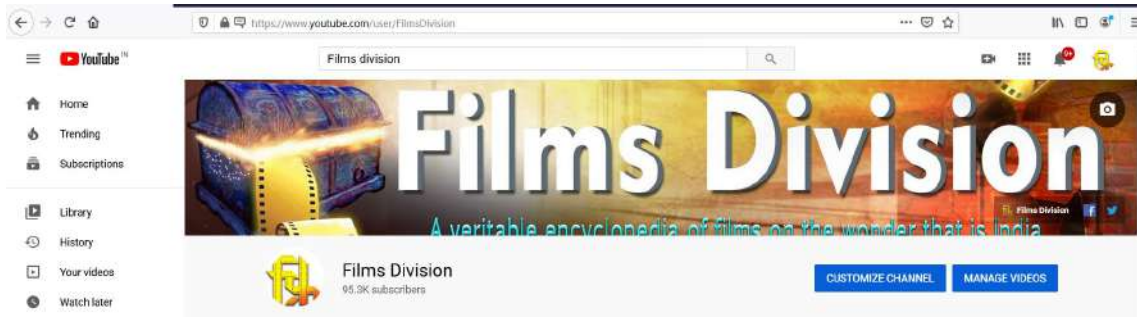 https://www.youtube.com/user/FilmsDivision
YouTube IN
Films division
9+
Home
Trending
Subscriptions
Library
History
Your videos
Watch later
Films Division
A veritable encyclopedia of films on the wonder that is India
Films Division
Films Division
95.3K subscribers
CUSTOMIZE CHANNEL
MANAGE VIDEOS